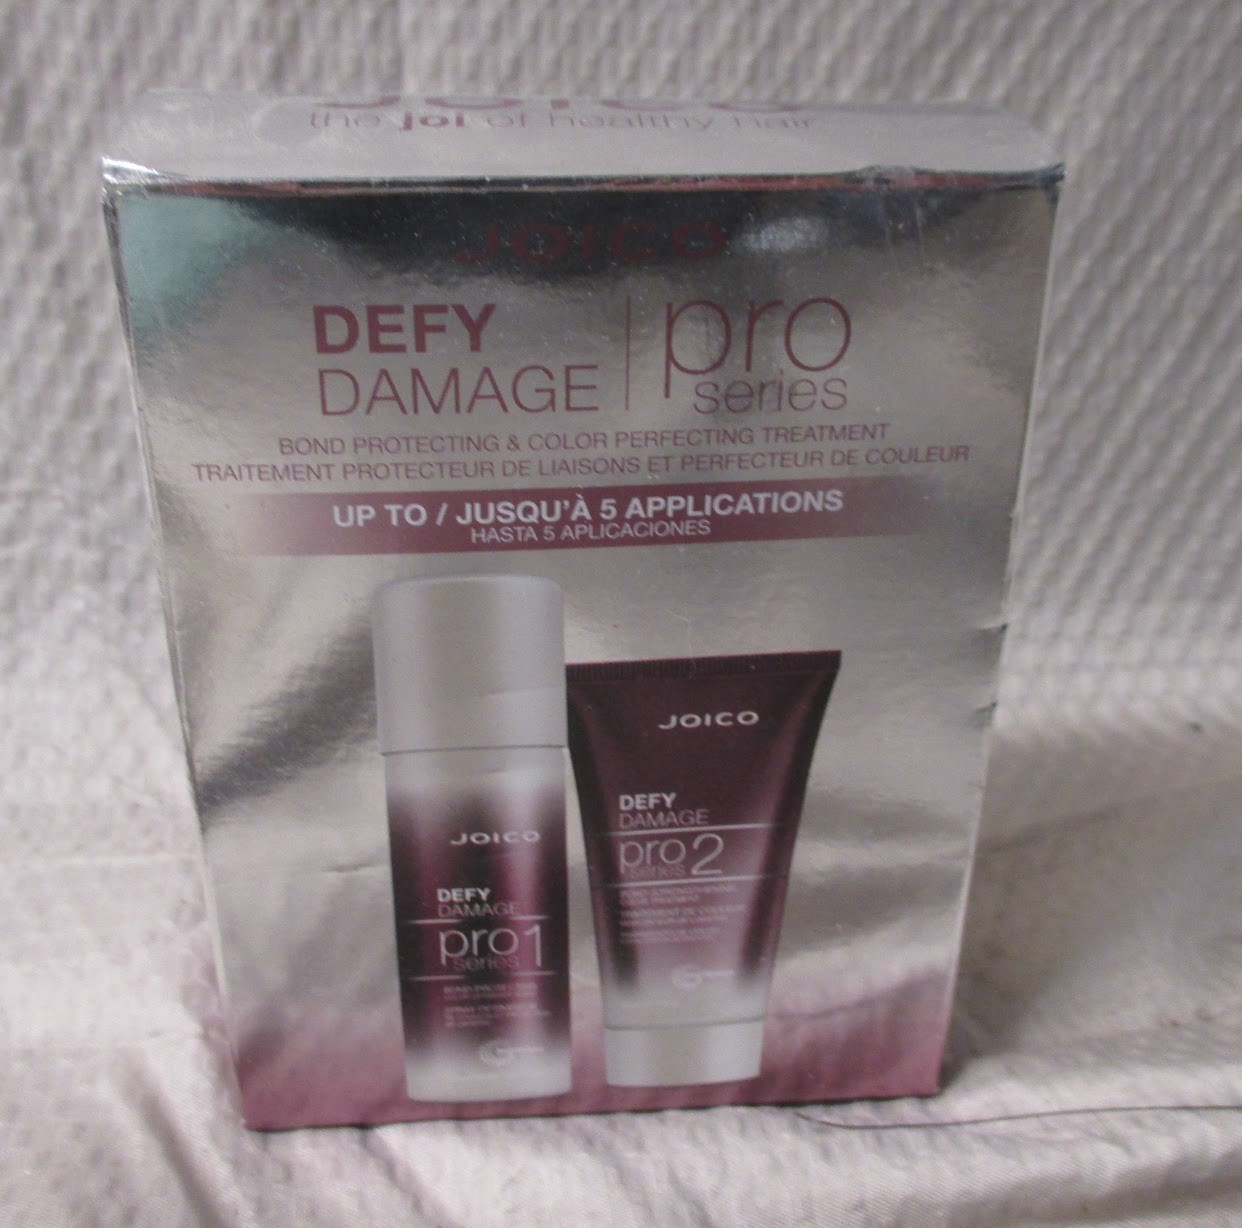 JOICO
the joi of healthy hair
JOICO
DEFY
DAMAGE
pro
series
BOND PROTECTING & COLOR PERFECTING TREATMENT
TRAITEMENT PROTECTEUR DE LIAISONS ET PERFECTEUR DE COULEUR
UP TO / JUSQU'À 5 APPLICATIONS
HASTA 5 APLICACIONES
JOICO
DEFY
DAMAGE
pro 1
series
JOICO
DEFY
DAMAGE
pro 2
series